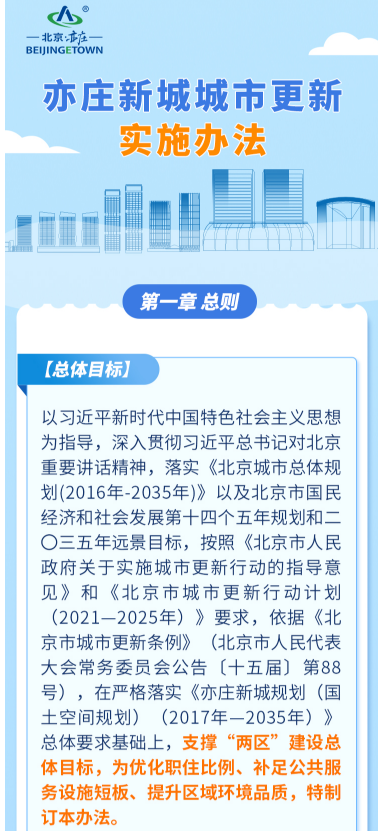 ®
北京亦庄
BEIJINGETOWN
亦庄新城城市更新
实施办法
第一章 总则
【总体目标】
以习近平新时代中国特色社会主义思想
为指导，深入贯彻习近平总书记对北京
重要讲话精神，落实《北京城市总体规
划(2016年-2035年)》以及北京市国民
经济和社会发展第十四个五年规划和二
〇三五年远景目标，按照《北京市人民
政府关于实施城市更新行动的指导意
见》和《北京市城市更新行动计划
（2021—2025年）》要求，依据《北
京市城市更新条例》（北京市人民代表
大会常务委员会公告〔十五届〕第88
号），在严格落实《亦庄新城规划（国
土空间规划）（2017年—2035年）》
总体要求基础上，支撑“两区”建设总
体目标，为优化职住比例、补足公共服
务设施短板、提升区域环境品质，特制
订本办法。